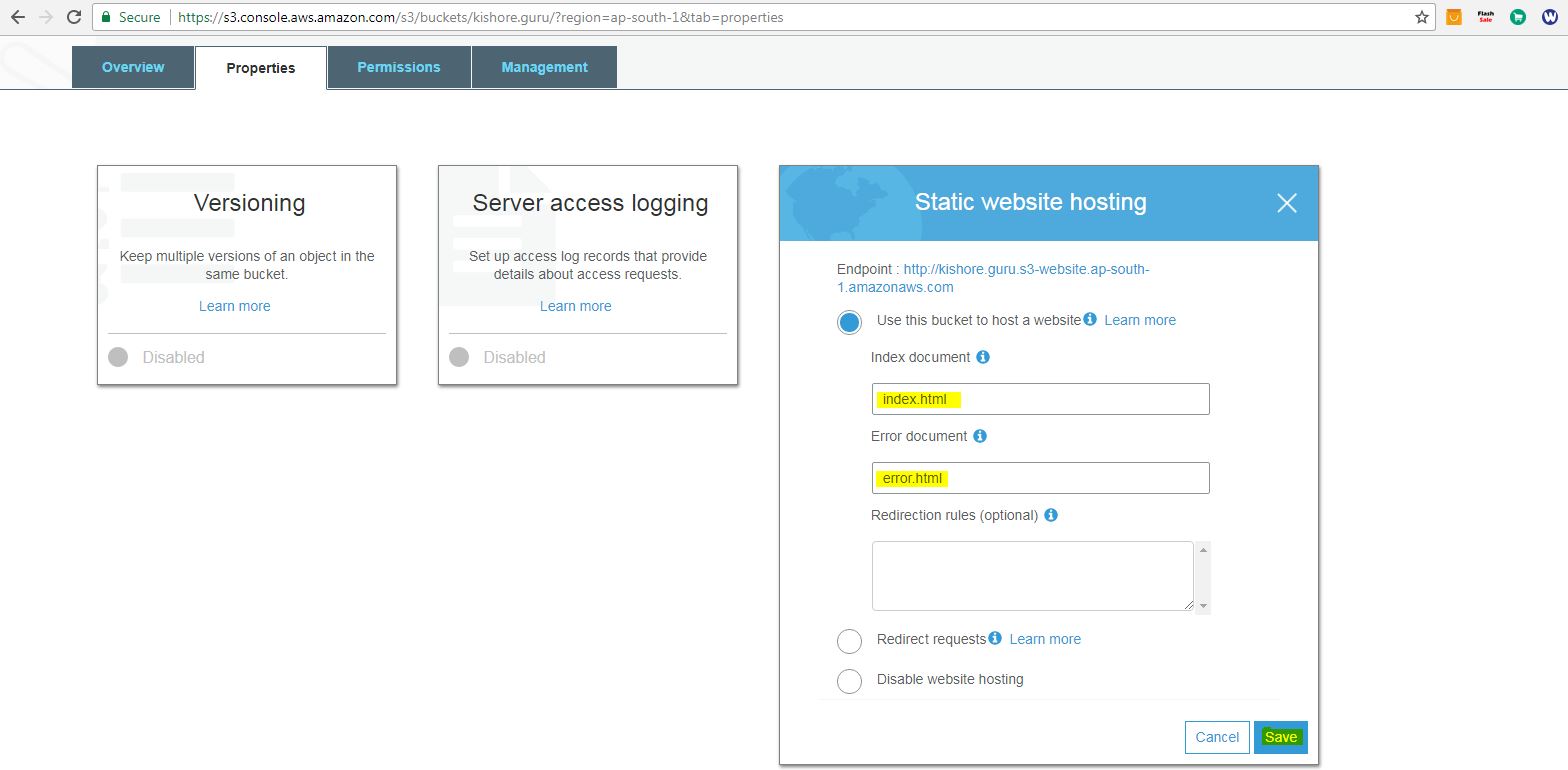 Secure | https://s3.console.aws.amazon.com/s3/buckets/kishore.guru/?region=ap-south-1&tab=properties
Flash Sale
W
Overview
Properties
Permissions
Management
Versioning
Keep multiple versions of an object in the
same bucket.
Learn more
Disabled
Server access logging
Set up access log records that provide
details about access requests.
Learn more
Disabled
Static website hosting
Endpoint : http://kishore.guru.s3-website.ap-south-
1.amazonaws.com
Use this bucket to host a website Learn more
Index document
index.html
Error document
error.html
Redirection rules (optional)
Redirect requests Learn more
Disable website hosting
Cancel
Save